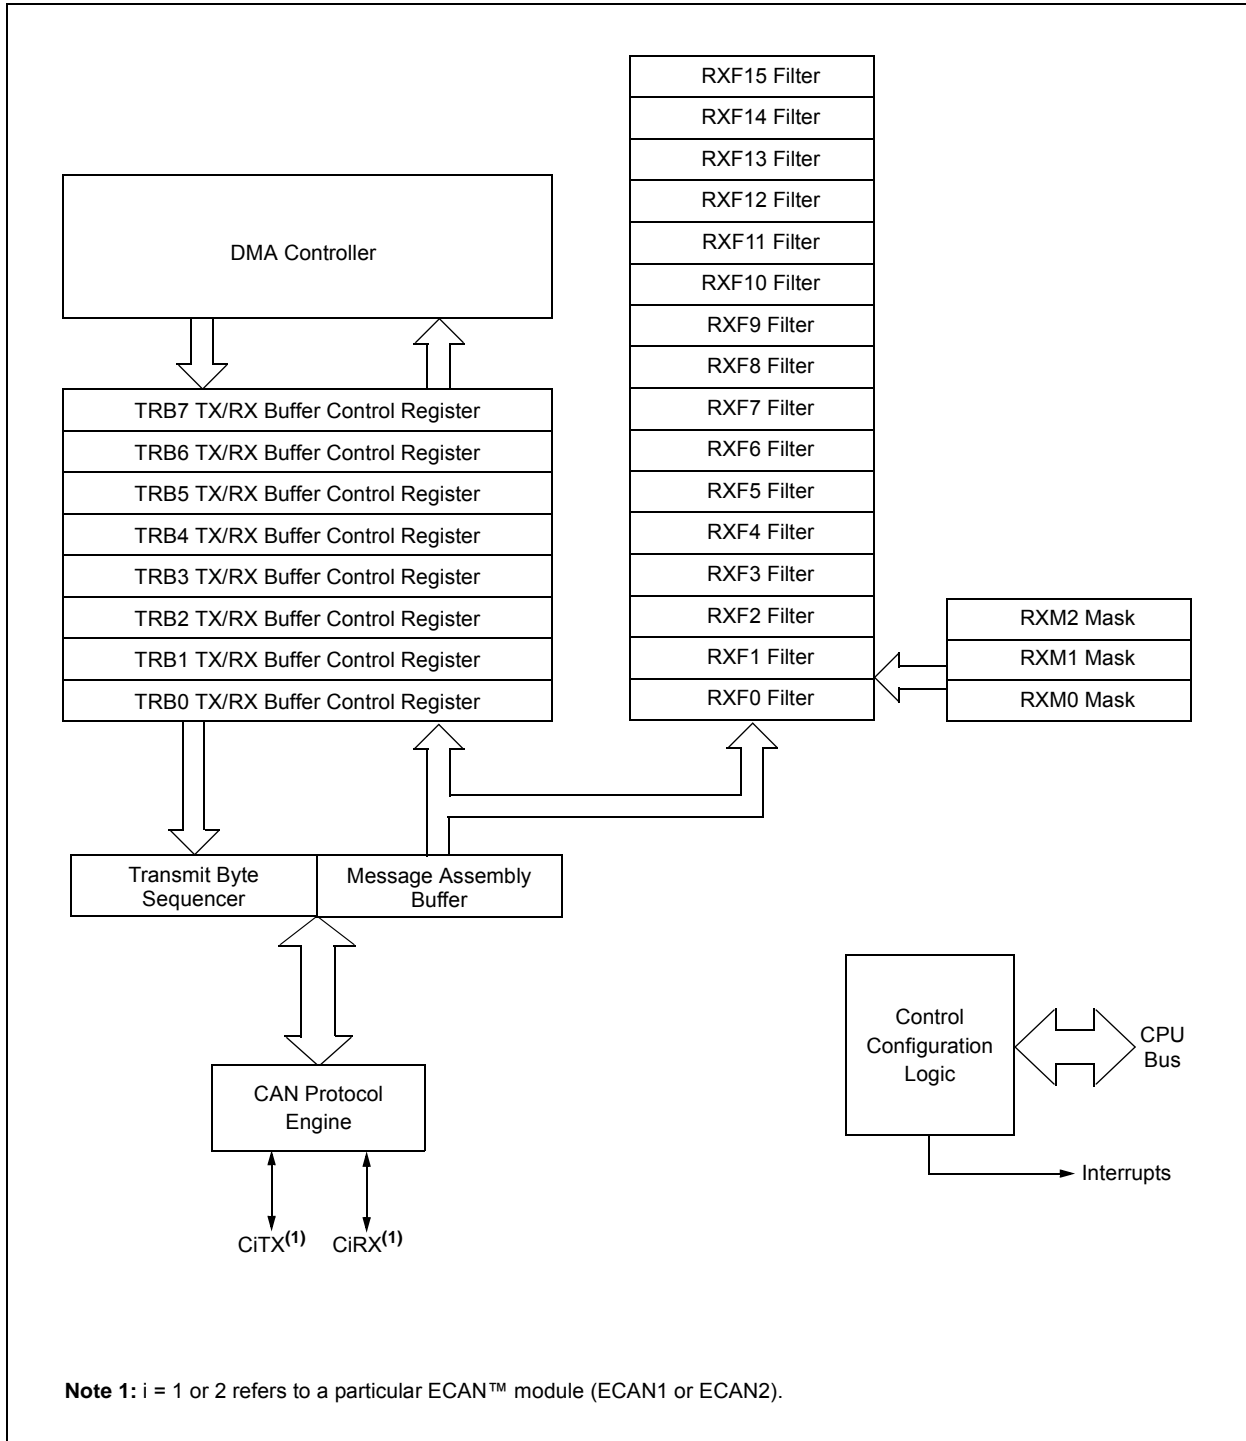 RXF15 Filter
RXF14 Filter
RXF13 Filter
RXF12 Filter
RXF11 Filter
RXF10 Filter
RXF9 Filter
RXF8 Filter
RXF7 Filter
RXF6 Filter
RXF5 Filter
RXF4 Filter
RXF3 Filter
RXF2 Filter
RXF1 Filter
RXF0 Filter
DMA Controller
TRB7 TX/RX Buffer Control Register
TRB6 TX/RX Buffer Control Register
TRB5 TX/RX Buffer Control Register
TRB4 TX/RX Buffer Control Register
TRB3 TX/RX Buffer Control Register
TRB2 TX/RX Buffer Control Register
TRB1 TX/RX Buffer Control Register
TRB0 TX/RX Buffer Control Register
RXM2 Mask
RXM1 Mask
RXM0 Mask
Transmit Byte
Sequencer
Message Assembly
Buffer
Control
Configuration
Logic
CPU
Bus
CAN Protocol
Engine
Interrupts
CiTX(1)
CiRX(1)
Note 1: i = 1 or 2 refers to a particular ECAN™ module (ECAN1 or ECAN2).